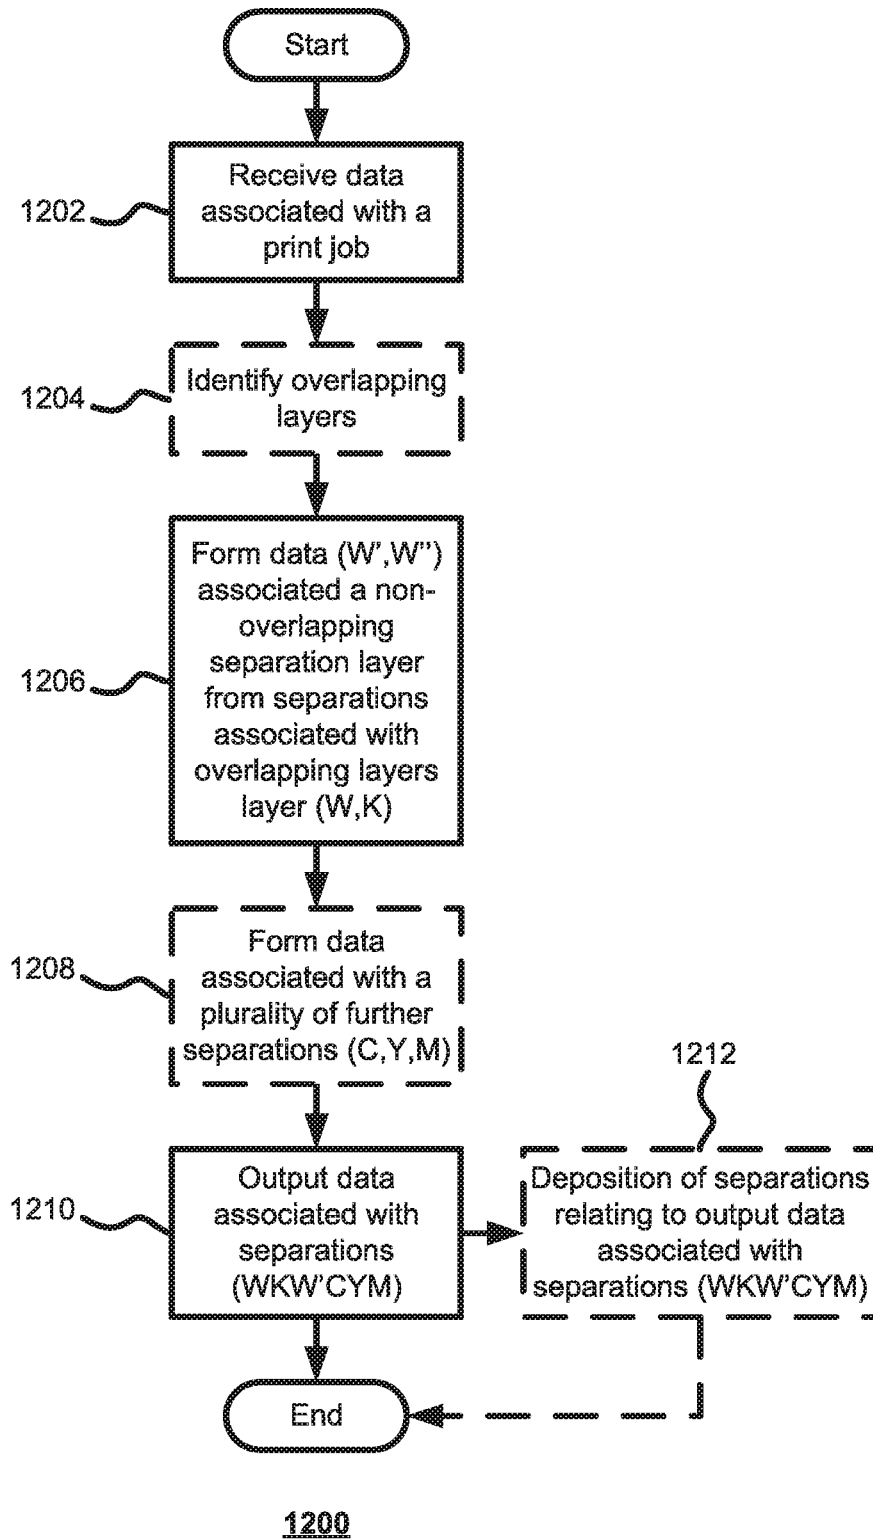 Start
1202
Receive data
associated with a
print job
1204
Identify overlapping
layers
1206
Form data (W',W'')
associated a non-
overlapping
separation layer
from separations
associated with
overlapping layers
layer (W,K)
1208
Form data
associated with a
plurality of further
separations (C,Y,M)
1210
Output data
associated with
separations
(WKW'CYM)
1212
Deposition of separations
relating to output data
associated with
separations (WKW'CYM)
End
1200